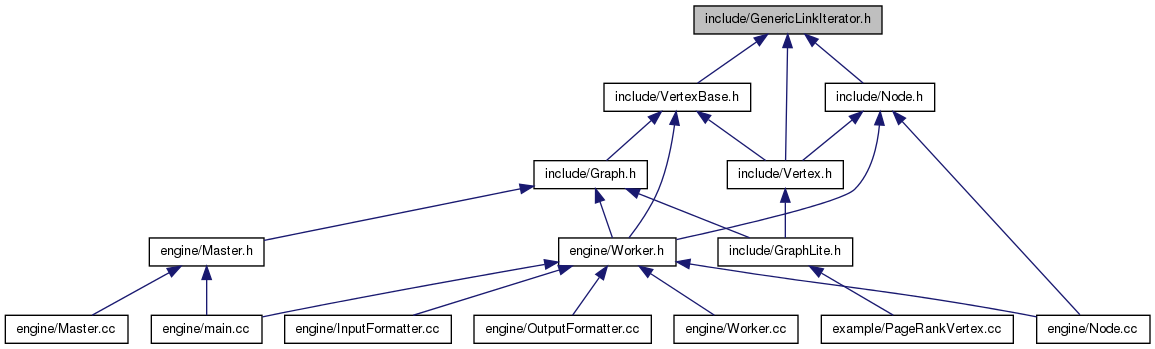 include/GenericLinkIterator.h
include/VertexBase.h
include/Node.h
include/Graph.h
include/Vertex.h
engine/Master.h
engine/Worker.h
include/GraphLite.h
engine/Master.cc
engine/main.cc
engine/InputFormatter.cc
engine/OutputFormatter.cc
engine/Worker.cc
example/PageRankVertex.cc
engine/Node.cc